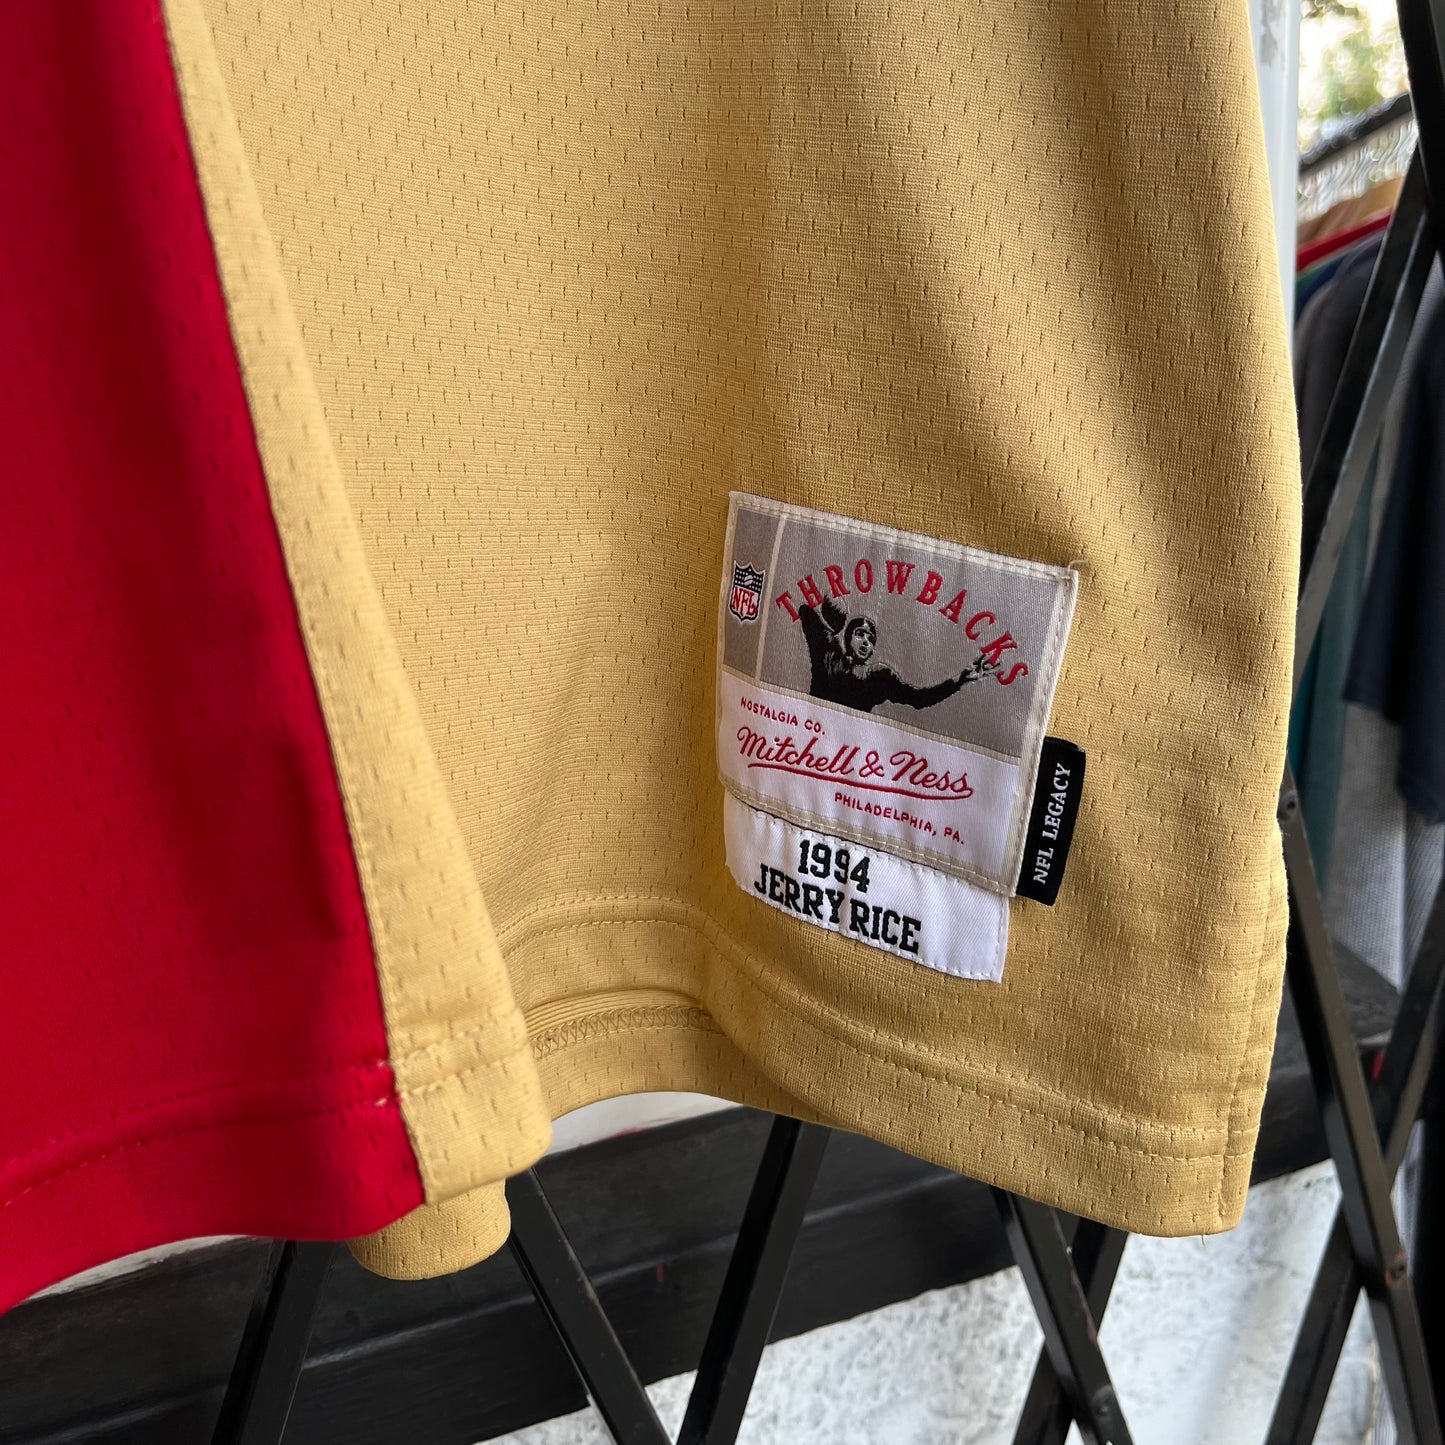 NFL
THROWBACKS
NOSTALGIA CO.
Mitchell & Ness
PHILADELPHIA, PA.
NFL LEGACY
1994
JERRY RICE